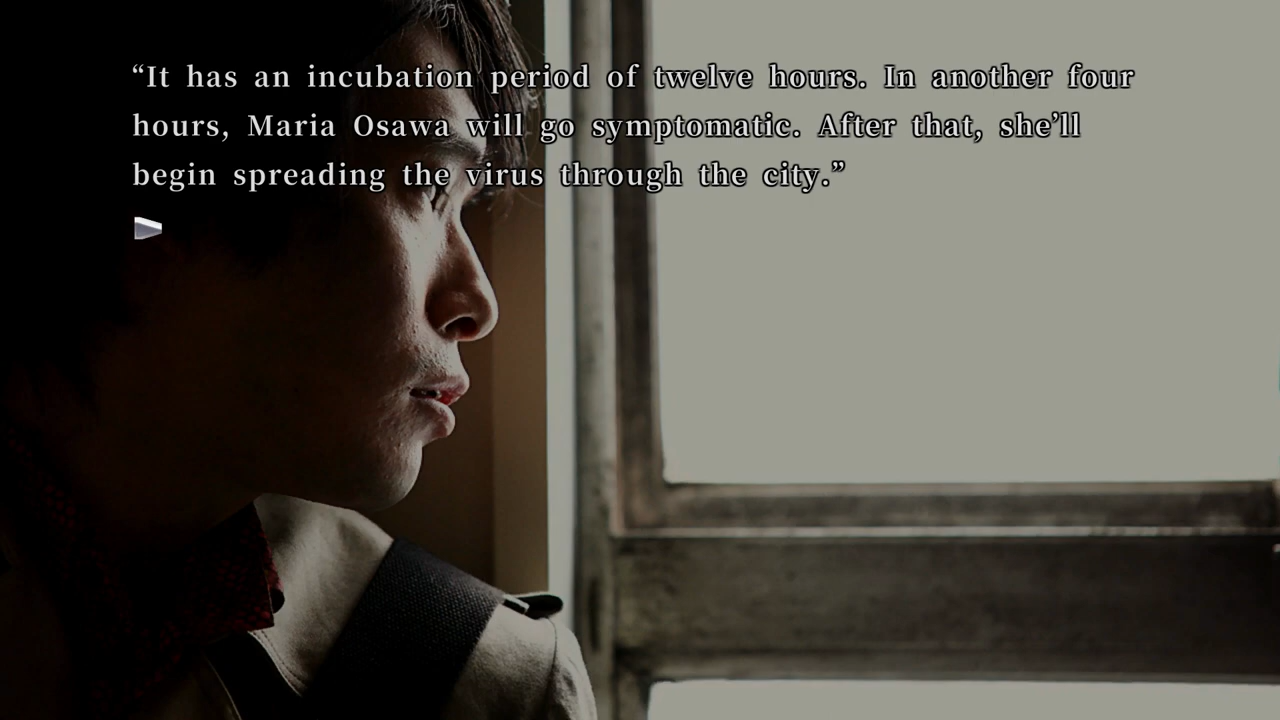 “It has an incubation period of twelve hours. In another four
hours, Maria Osawa will go symptomatic. After that, she’ll
begin spreading the virus through the city.”